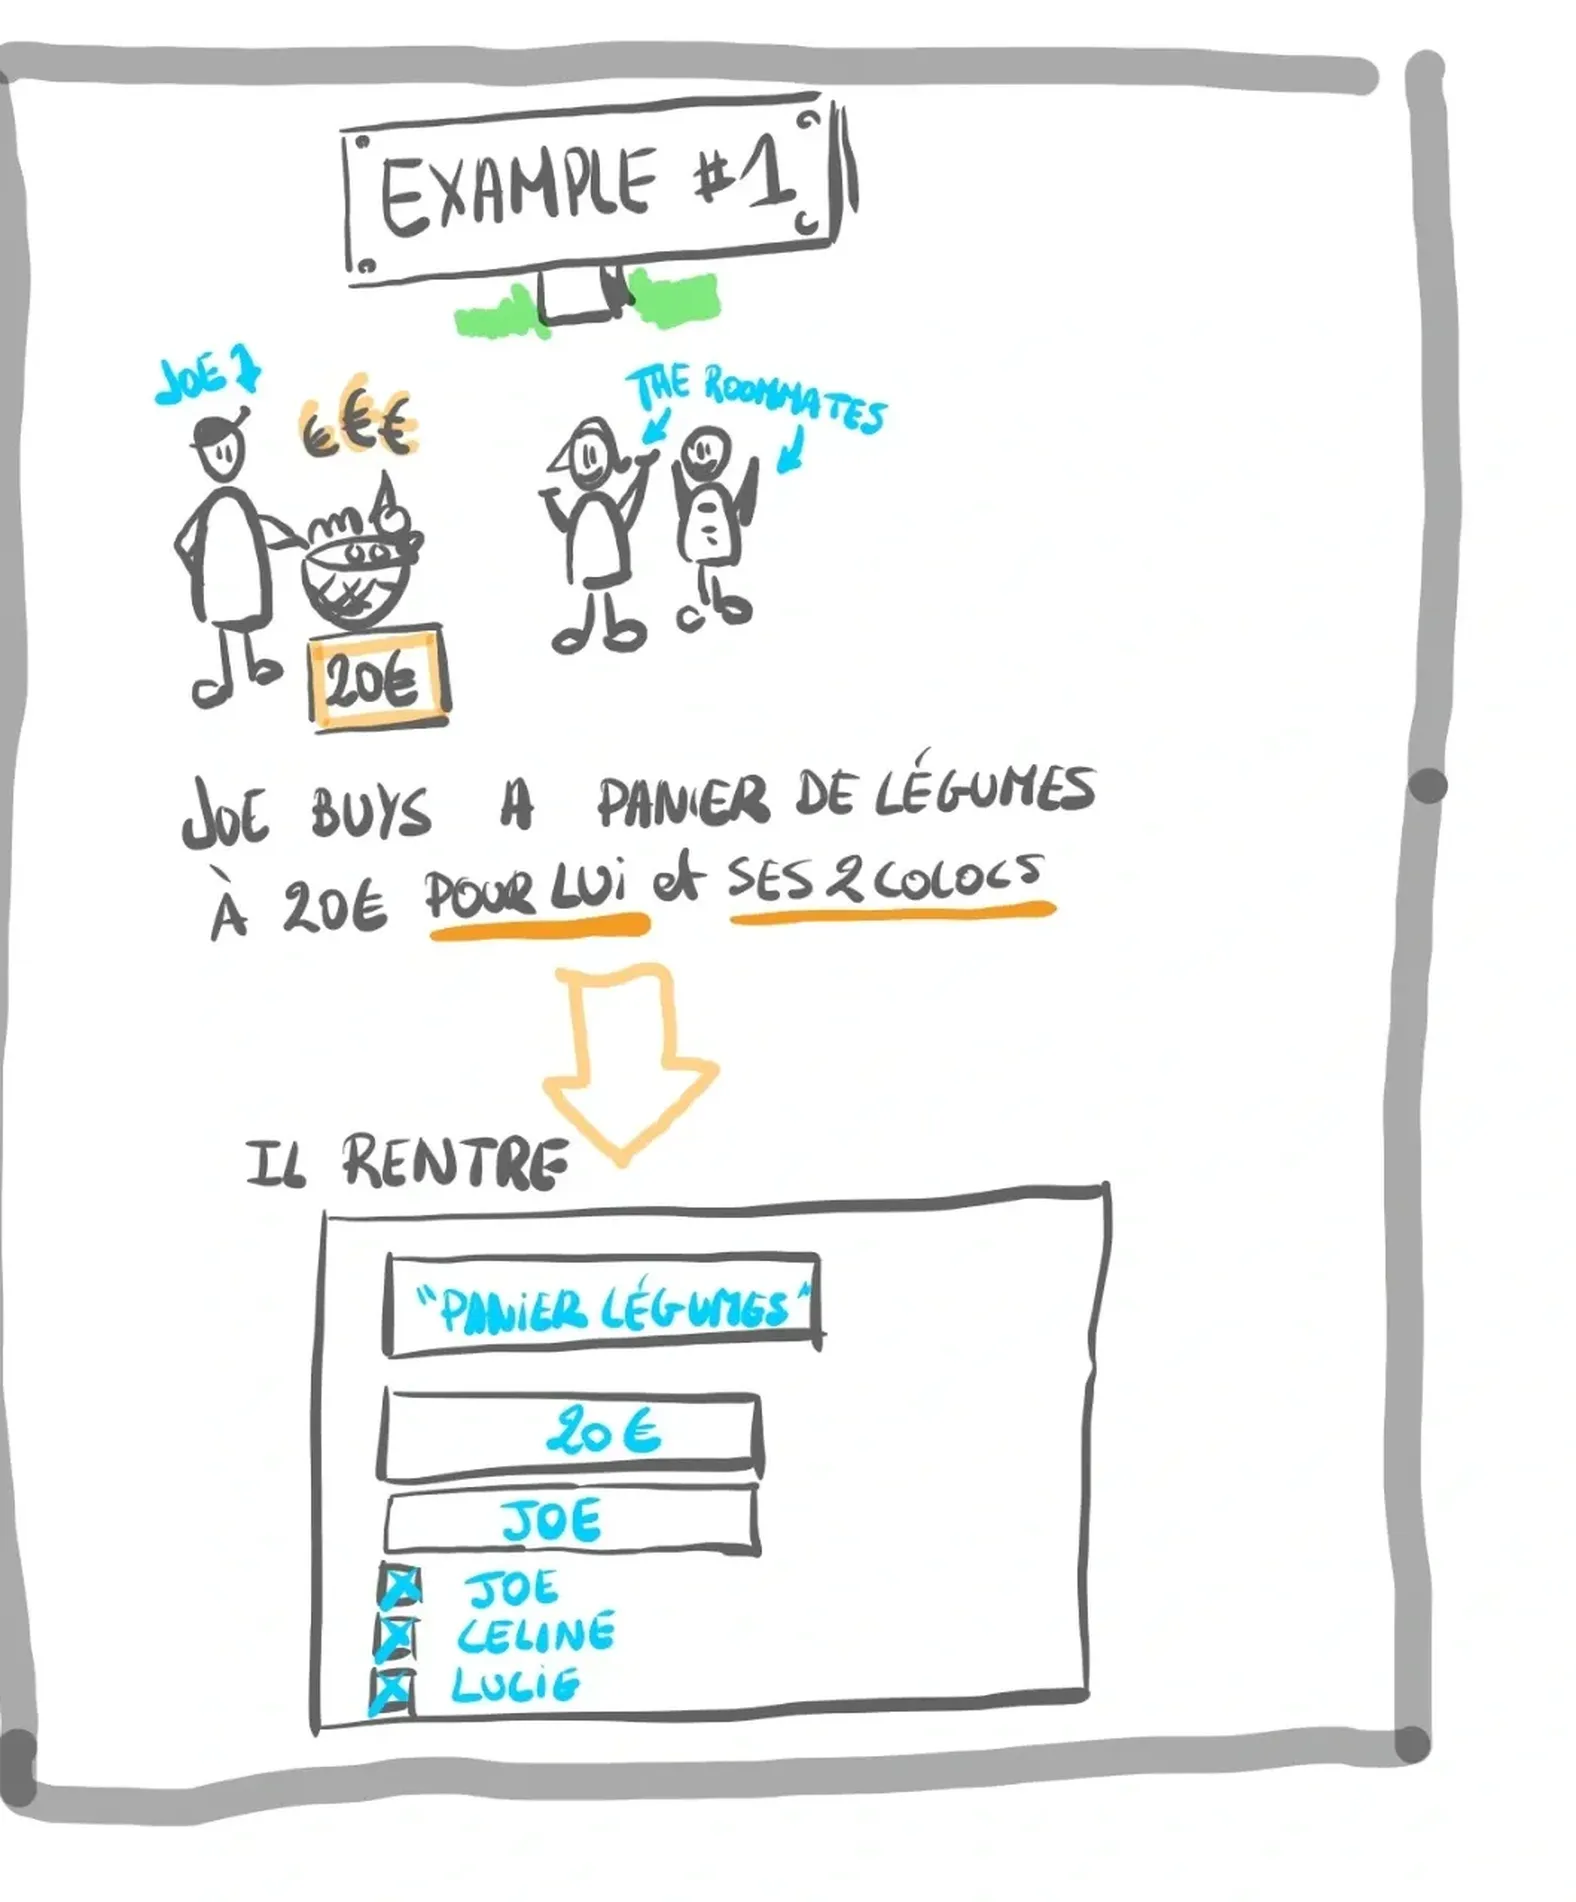 EXAMPLE #1
JOE
THE ROOMMATES
€€€
20€
JOE BUYS A PANIER DE LÉGUMES
À 20€ POUR LUi et SES 2 COLOCS
IL RENTRE
"PANiER LÉGUMES"
20 €
JOE
JOE
CELINE
LUCiE